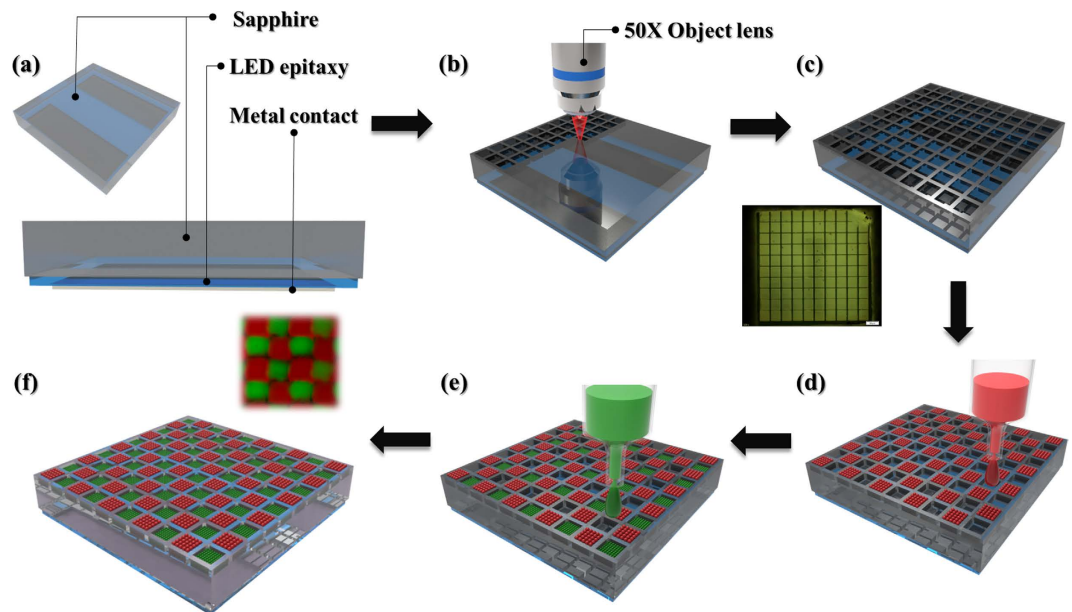 Sapphire
50X Object lens
(a)
(b)
(c)
LED epitaxy
Metal contact
(f)
(e)
(d)